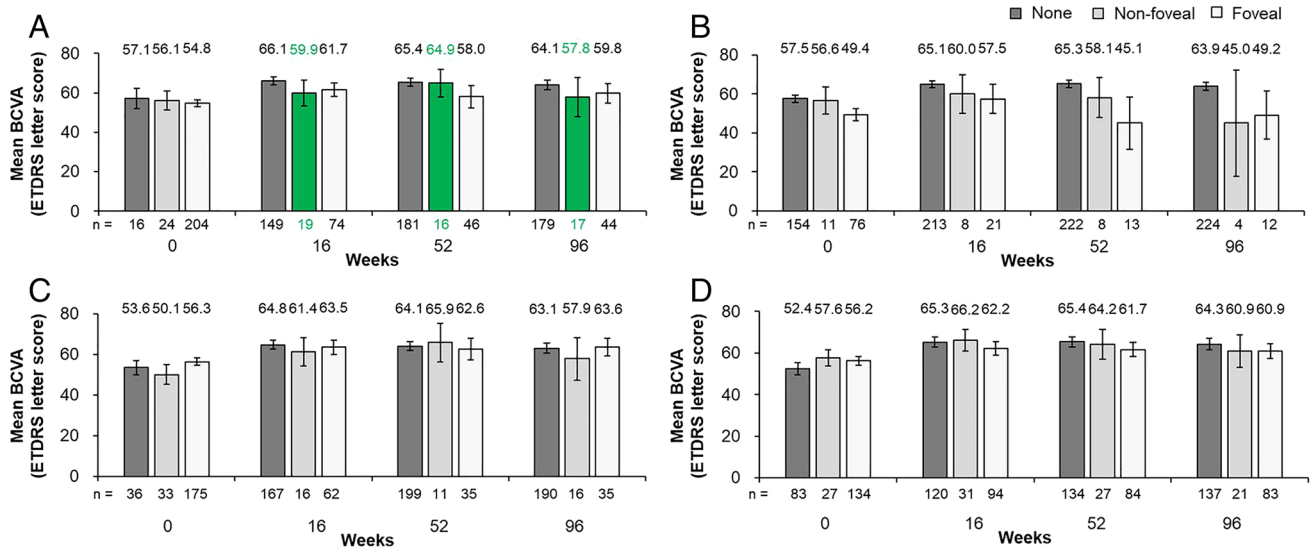 None Non-foveal Foveal
A
57.1 56.1 54.8 66.1 59.9 61.7 65.4 64.9 58.0 64.1 57.8 59.8
Mean BCVA
(ETDRS letter score)
80
60
40
20
0
n = 16 24 204 149 19 74 181 16 46 179 17 44
0 16 52 96
Weeks
B
57.5 56.6 49.4 65.1 60.0 57.5 65.3 58.1 45.1 63.9 45.0 49.2
Mean BCVA
(ETDRS letter score)
80
60
40
20
0
n = 154 11 76 213 8 21 222 8 13 224 4 12
0 16 52 96
Weeks
C
53.6 50.1 56.3 64.8 61.4 63.5 64.1 65.9 62.6 63.1 57.9 63.6
Mean BCVA
(ETDRS letter score)
80
60
40
20
0
n = 36 33 175 167 16 62 199 11 35 190 16 35
0 16 52 96
Weeks
D
52.4 57.6 56.2 65.3 66.2 62.2 65.4 64.2 61.7 64.3 60.9 60.9
Mean BCVA
(ETDRS letter score)
80
60
40
20
0
n = 83 27 134 120 31 94 134 27 84 137 21 83
0 16 52 96
Weeks